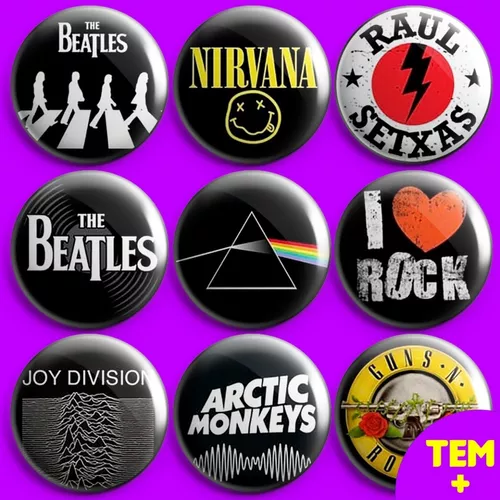 THE
BEATLES
NIRVANA
RAUL
SEIXAS
THE
BEATLES
I
ROCK
JOY DIVISION
ARCTIC
MONKEYS
GUNS N'
TEM
+